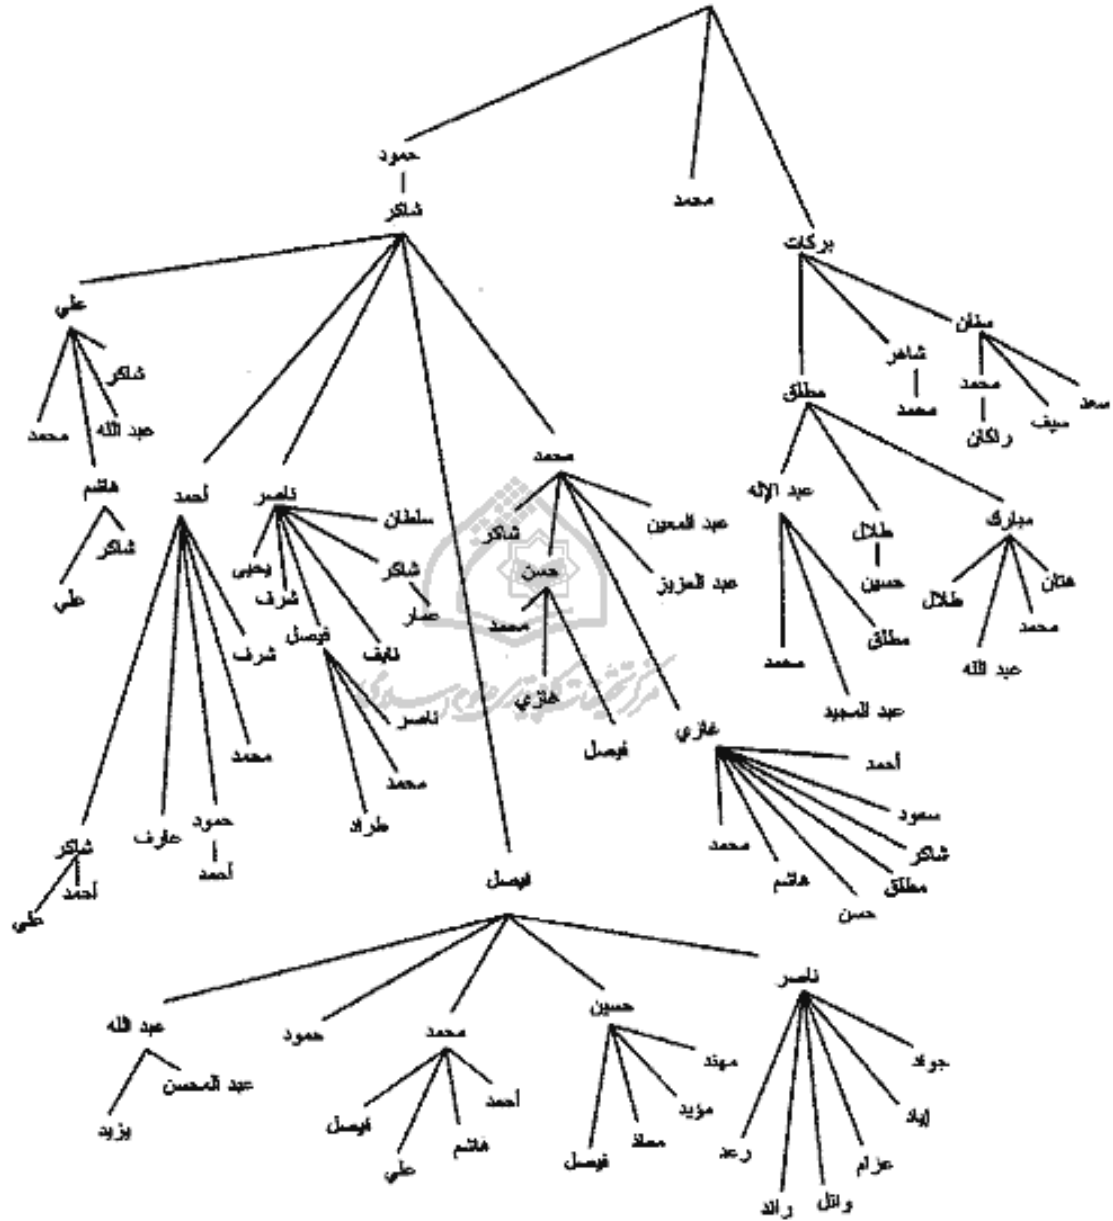 حمود
محمد
شاكر
بركات
علي
سنان
شاهر
شاكر
محمد
مطلق
سعد
محمد
عبد الله
محمد
سيف
راكان
محمد
هاشم
أحمد
ناصر
عبد الإله
سلطان
شاكر
عبد المعين
طلال
مبارك
شاكر
يحيى
شاكر
حسن
عبد العزيز
حسين
هتان
علي
شرف
عمار
محمد
طلال
محمد
فيصل
مطلق
شرف
نايف
محمد
عبد الله
غازي
عبد المجيد
ناصر
غازي
محمد
فيصل
أحمد
محمد
طراد
سعود
حمود
عارف
محمد
شاكر
شاكر
أحمد
فيصل
هاشم
مطلق
أحمد
علي
حسن
ناصر
حسين
عبد الله
حمود
محمد
مهند
جواد
عبد المحسن
أحمد
مؤيد
إياد
يزيد
فيصل
هاشم
معاذ
رعد
علي
فيصل
عزام
رائد
وائل